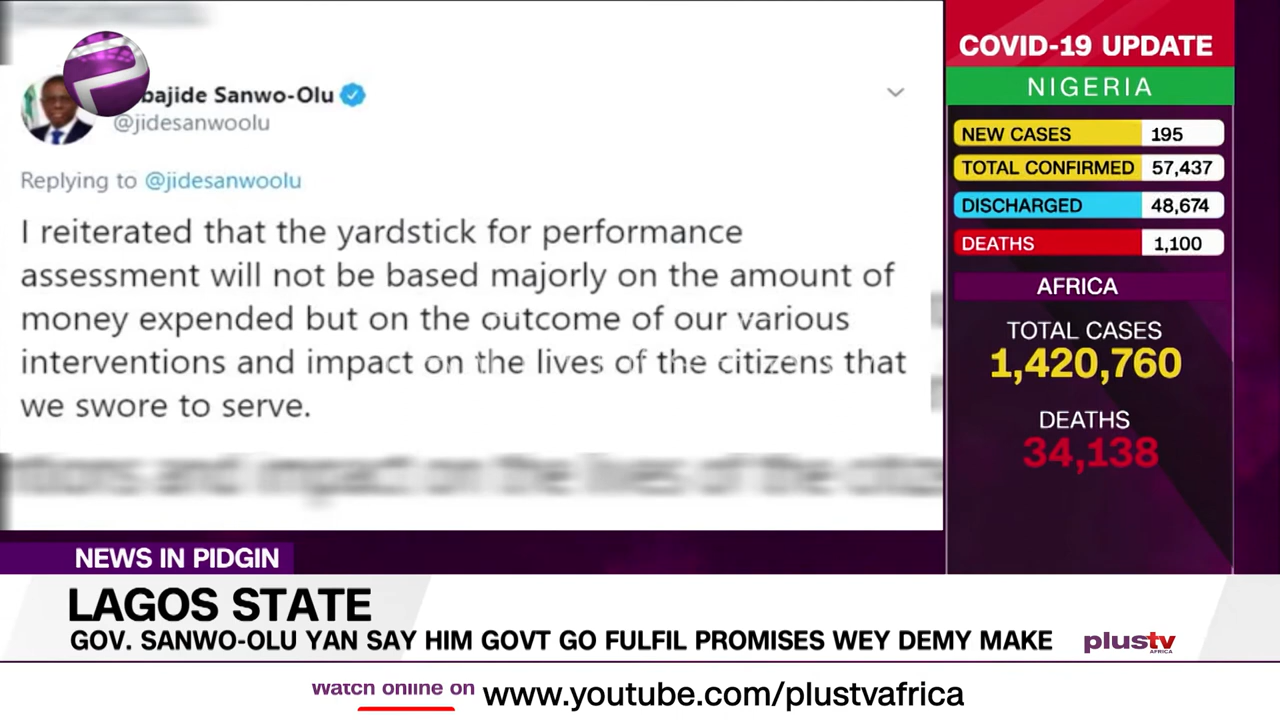 bajide Sanwo-Olu
@jidesanwoolu
Replying to @jidesanwoolu
I reiterated that the yardstick for performance
assessment will not be based majorly on the amount of
money expended but on the outcome of our various
interventions and impact on the lives of the citizens that
we swore to serve.
COVID-19 UPDATE
NIGERIA
NEW CASES 195
TOTAL CONFIRMED 57,437
DISCHARGED 48,674
DEATHS 1,100
AFRICA
TOTAL CASES
1,420,760
DEATHS
34,138
NEWS IN PIDGIN
LAGOS STATE
GOV. SANWO-OLU YAN SAY HIM GOVT GO FULFIL PROMISES WEY DEMY MAKE
plustv
AFRICA
watch online on www.youtube.com/plustvafrica